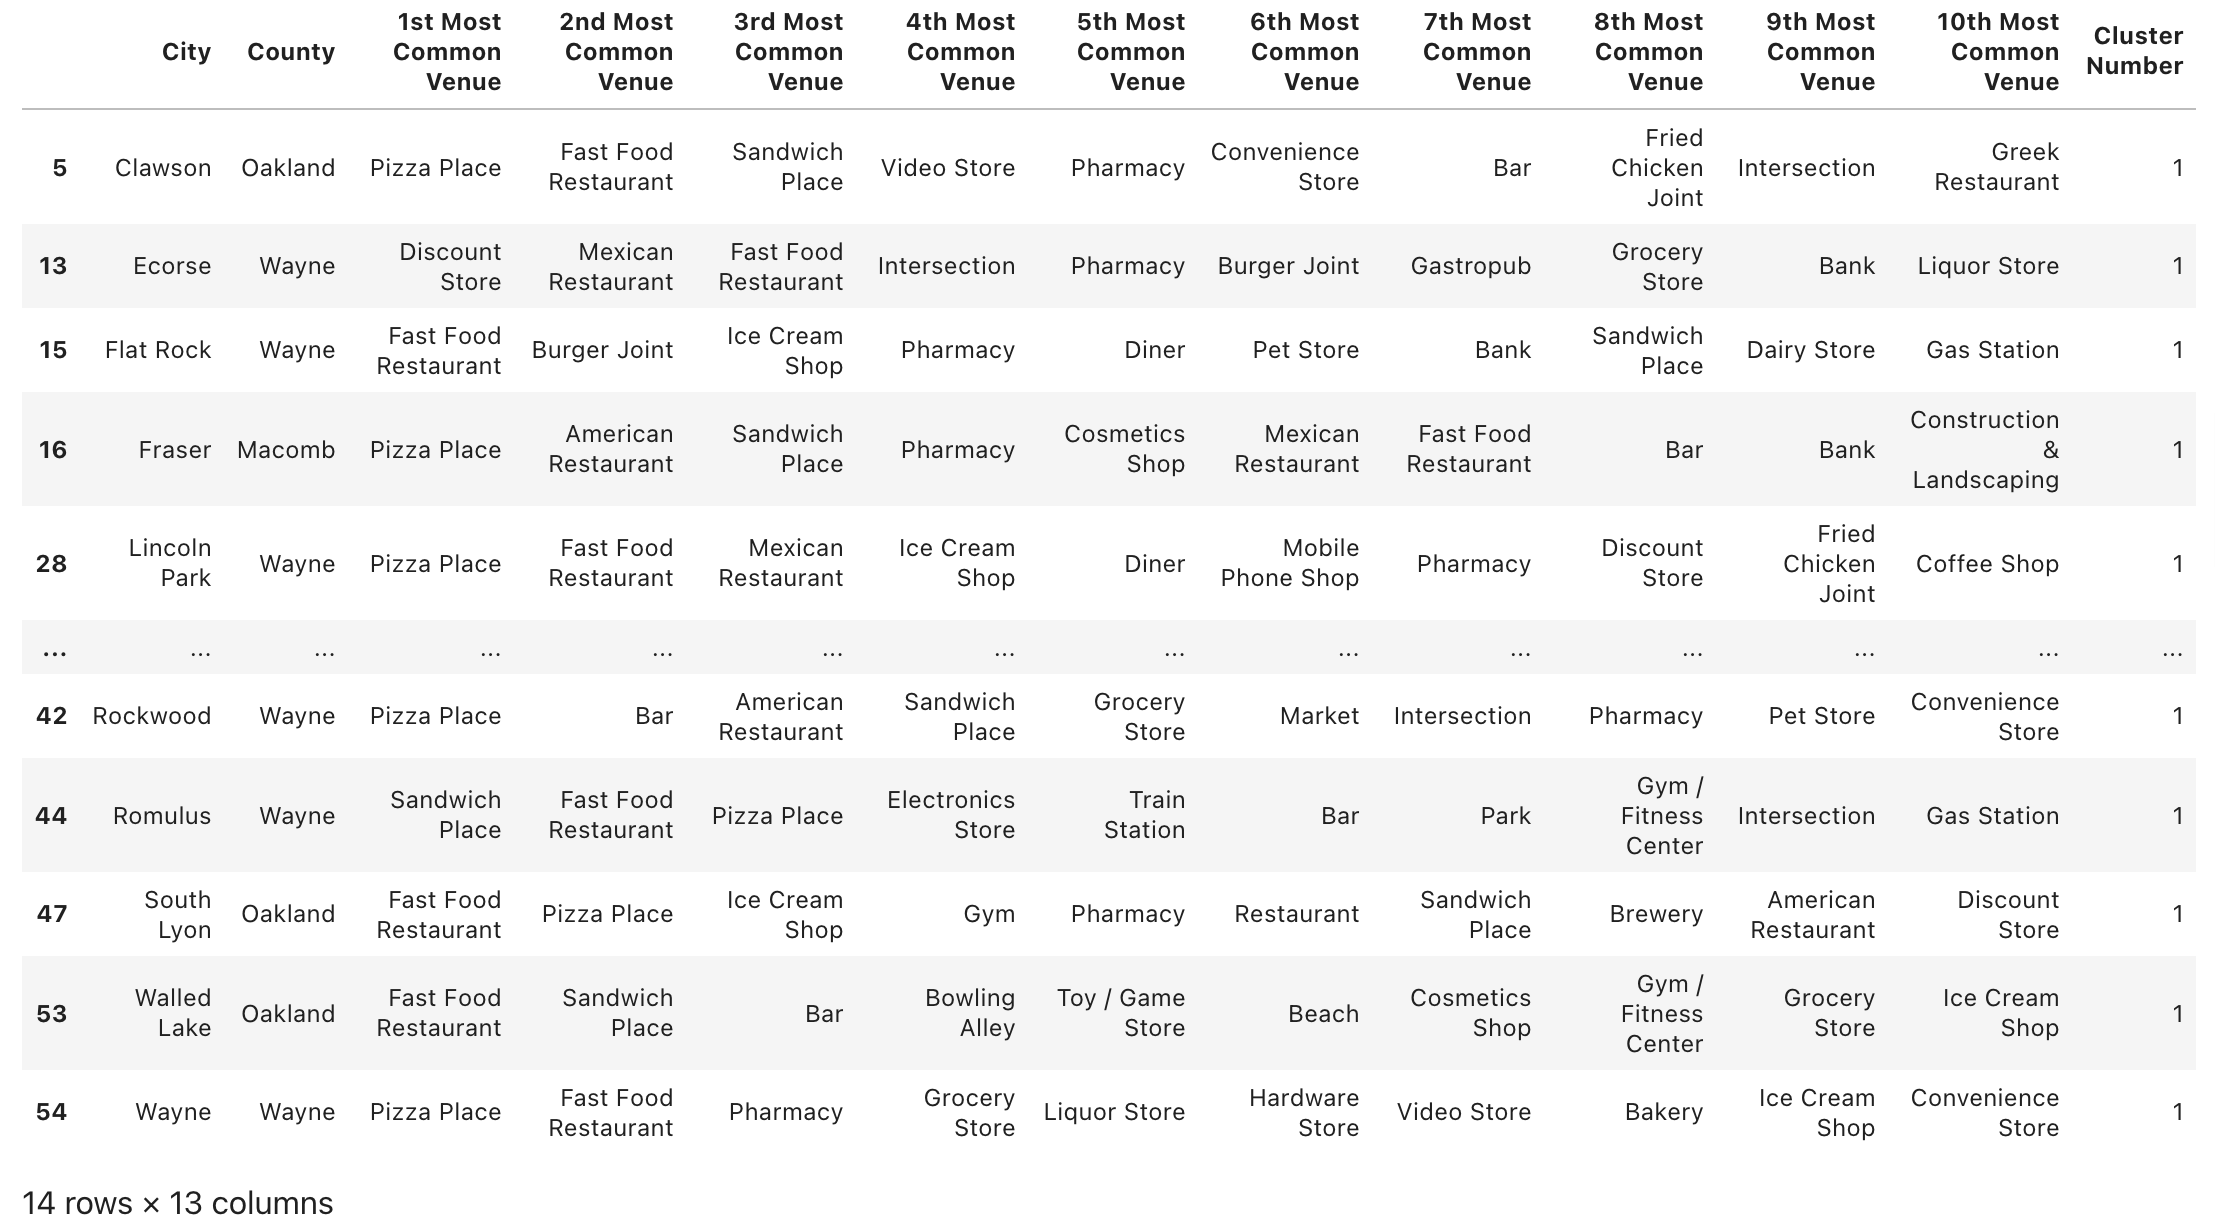 City County 1st Most Common Venue 2nd Most Common Venue 3rd Most Common Venue 4th Most Common Venue 5th Most Common Venue 6th Most Common Venue 7th Most Common Venue 8th Most Common Venue 9th Most Common Venue 10th Most Common Venue Cluster Number
5 Clawson Oakland Pizza Place Fast Food Restaurant Sandwich Place Video Store Pharmacy Convenience Store Bar Fried Chicken Joint Intersection Greek Restaurant 1
13 Ecorse Wayne Discount Store Mexican Restaurant Fast Food Restaurant Intersection Pharmacy Burger Joint Gastropub Grocery Store Bank Liquor Store 1
15 Flat Rock Wayne Fast Food Restaurant Burger Joint Ice Cream Shop Pharmacy Diner Pet Store Bank Sandwich Place Dairy Store Gas Station 1
16 Fraser Macomb Pizza Place American Restaurant Sandwich Place Pharmacy Cosmetics Shop Mexican Restaurant Fast Food Restaurant Bar Bank Construction & Landscaping 1
28 Lincoln Park Wayne Pizza Place Fast Food Restaurant Mexican Restaurant Ice Cream Shop Diner Mobile Phone Shop Pharmacy Discount Store Fried Chicken Joint Coffee Shop 1
... ... ... ... ... ... ... ... ... ... ... ... ... ...
42 Rockwood Wayne Pizza Place Bar American Restaurant Sandwich Place Grocery Store Market Intersection Pharmacy Pet Store Convenience Store 1
44 Romulus Wayne Sandwich Place Fast Food Restaurant Pizza Place Electronics Store Train Station Bar Park Gym / Fitness Center Intersection Gas Station 1
47 South Lyon Oakland Fast Food Restaurant Pizza Place Ice Cream Shop Gym Pharmacy Restaurant Sandwich Place Brewery American Restaurant Discount Store 1
53 Walled Lake Oakland Fast Food Restaurant Sandwich Place Bar Bowling Alley Toy / Game Store Beach Cosmetics Shop Gym / Fitness Center Grocery Store Ice Cream Shop 1
54 Wayne Wayne Pizza Place Fast Food Restaurant Pharmacy Grocery Store Liquor Store Hardware Store Video Store Bakery Ice Cream Shop Convenience Store 1
14 rows × 13 columns